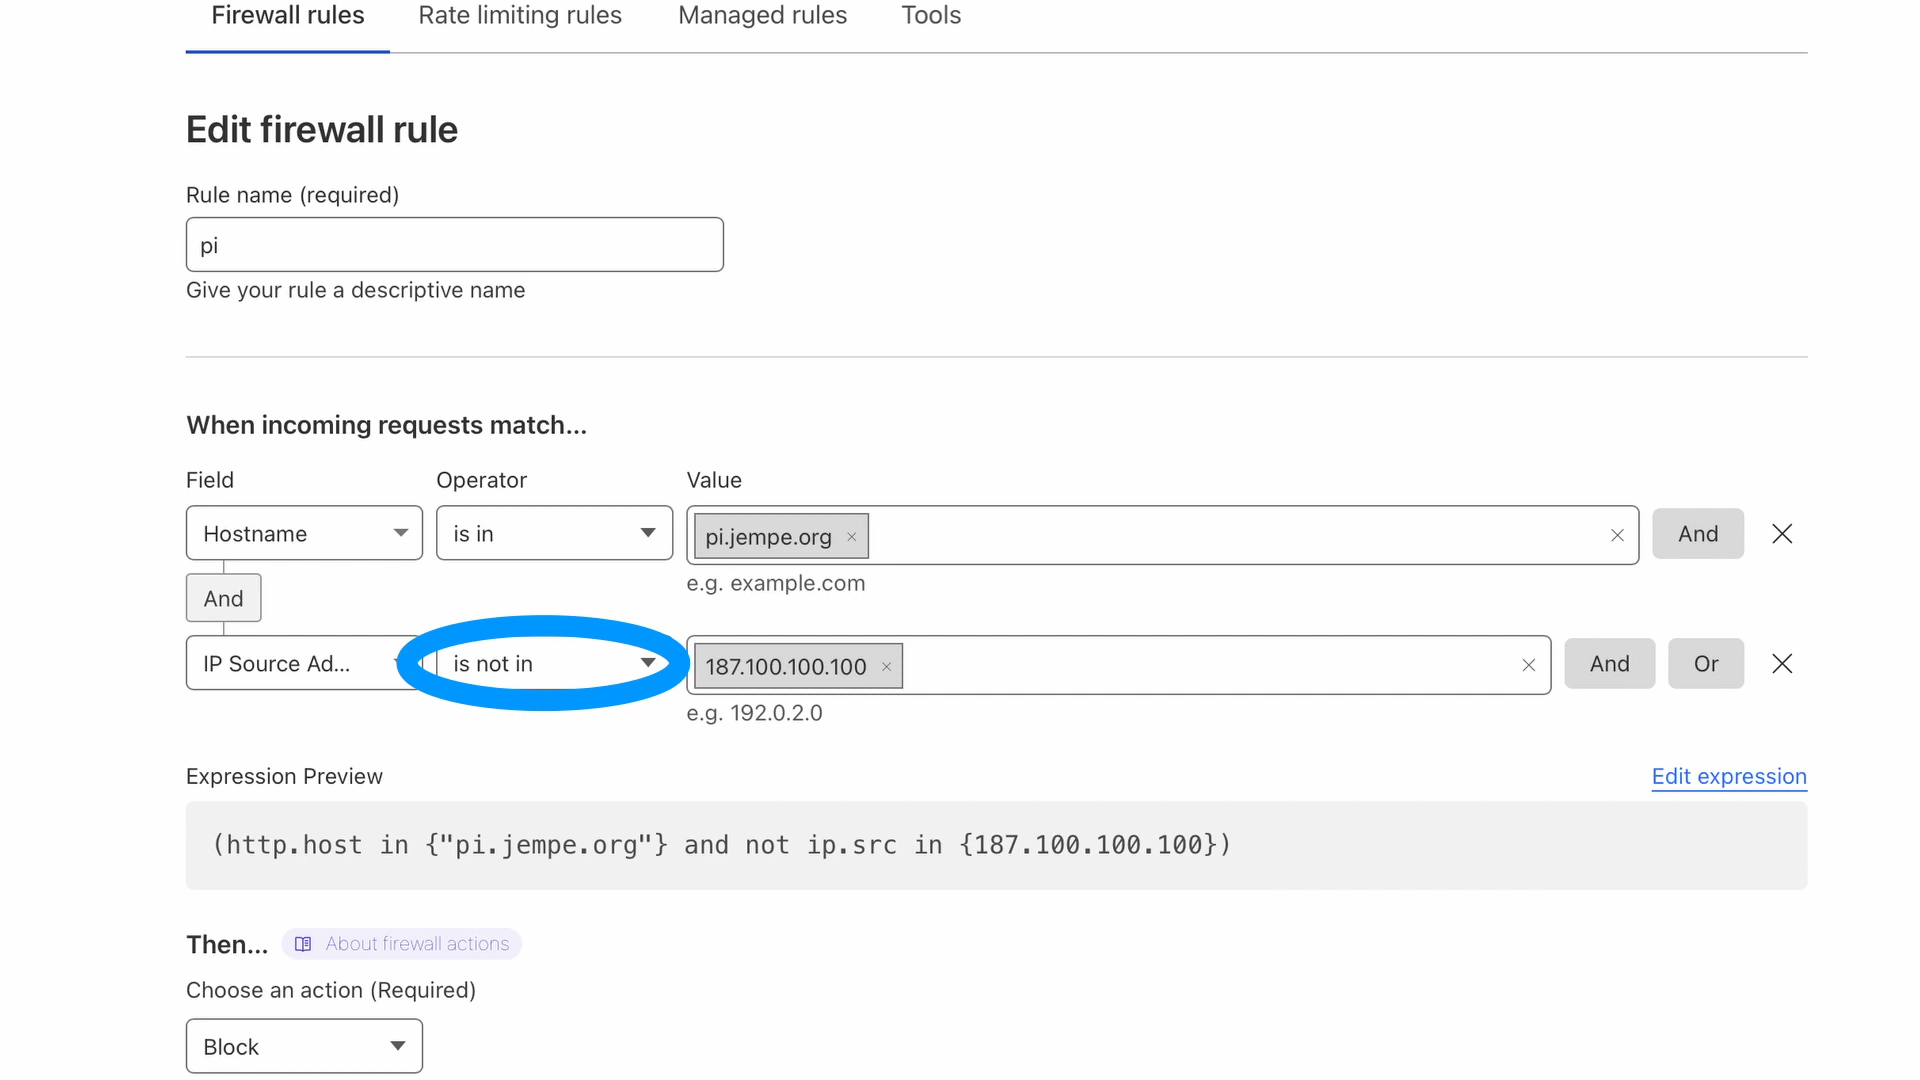 Firewall rules Rate limiting rules Managed rules Tools
Edit firewall rule
Rule name (required)
pi
Give your rule a descriptive name
When incoming requests match...
Field Operator Value
Hostname is in pi.jempe.org × And
e.g. example.com
And
IP Source Ad... is not in 187.100.100.100 × And Or
e.g. 192.0.2.0
Expression Preview Edit expression
(http.host in {"pi.jempe.org"} and not ip.src in {187.100.100.100})
Then... About firewall actions
Choose an action (Required)
Block